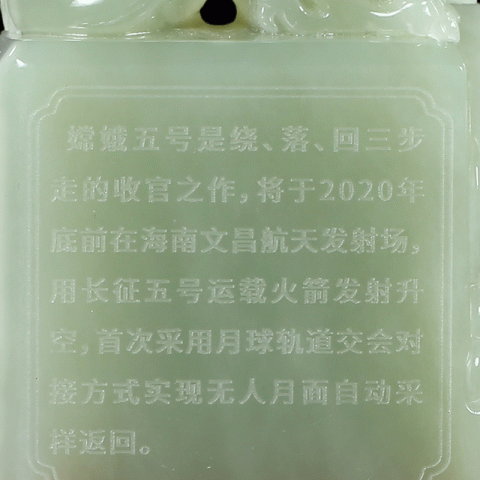 嫦娥五号是绕、落、回三步
走的收官之作,将于2020年
底前在海南文昌航天发射场,
用长征五号运载火箭发射升
空,首次采用月球轨道交会对
接方式实现无人月面自动采
样返回。